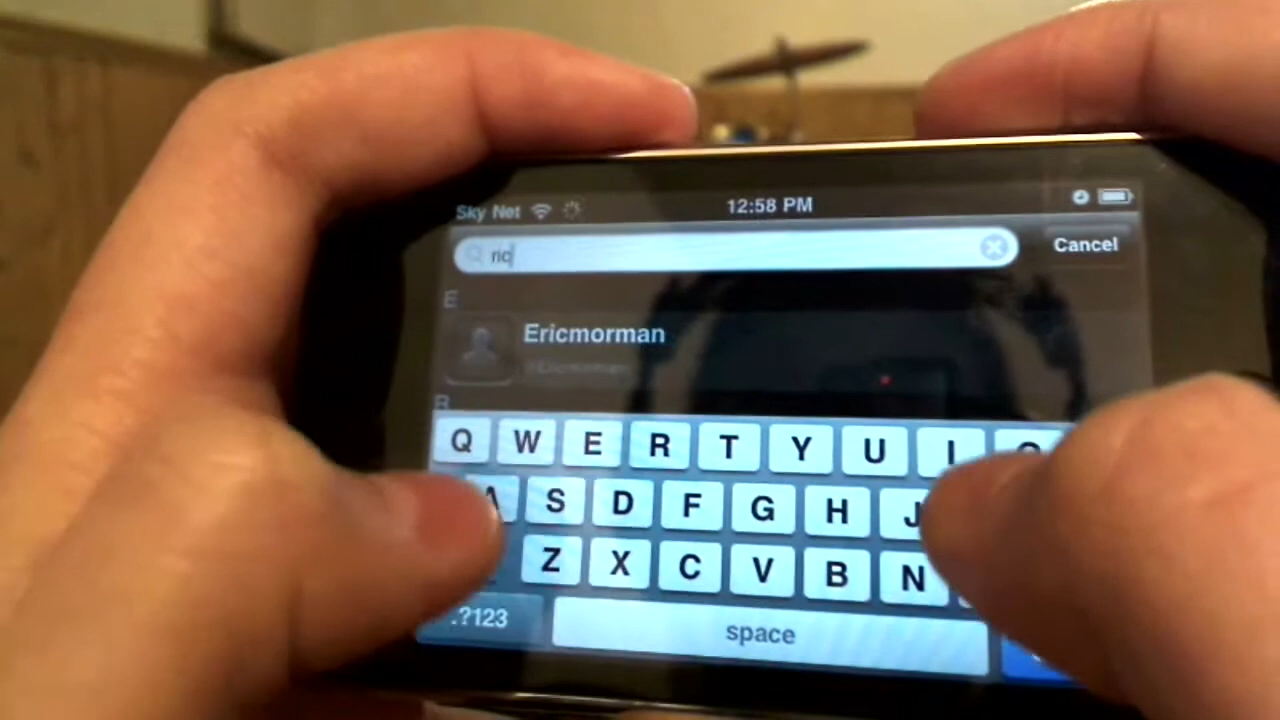 Sky Net 12:58 PM
ric Cancel
E
Ericmorman
R
Q W E R T Y U I
A S D F G H J
Z X C V B N
.?123 space